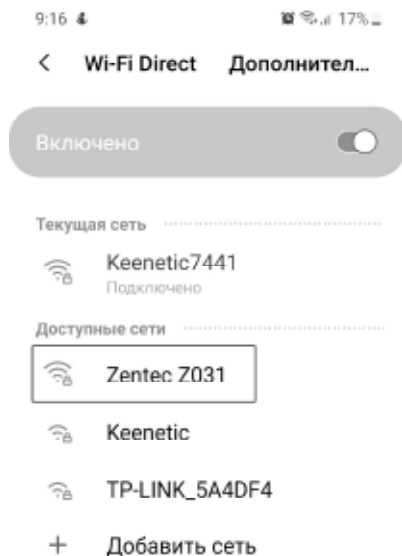 9:16 17%
Wi-Fi Direct Дополнител...
Включено
Текущая сеть
Keenetic7441
Подключено
Доступные сети
Zentec Z031
Keenetic
TP-LINK_5A4DF4
+ Добавить сеть